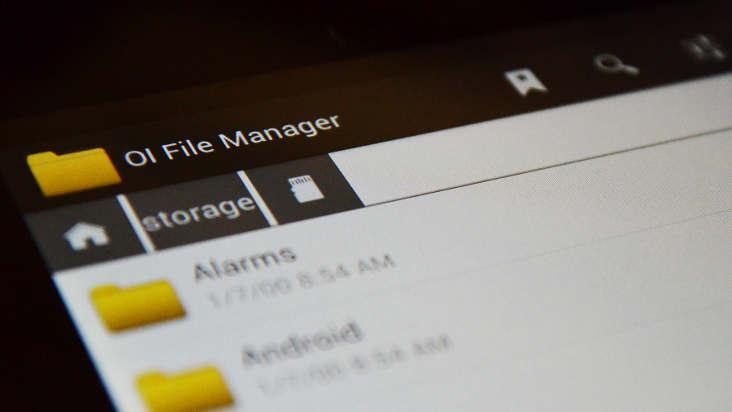 OI File Manager
storage
Alarms
1/7/00 8:54 AM
Android
1/7/00 8:54 AM